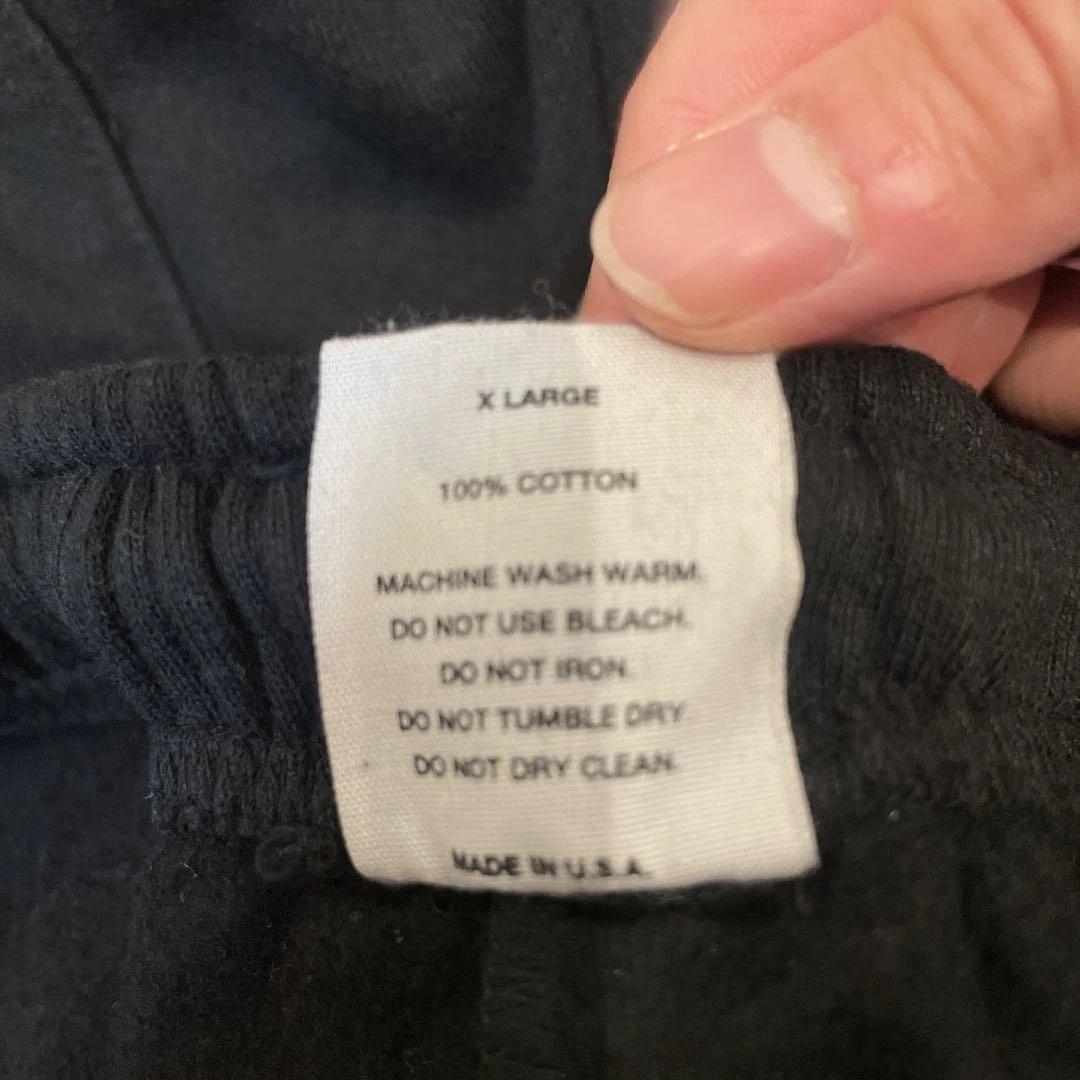 X LARGE
100% COTTON
MACHINE WASH WARM.
DO NOT USE BLEACH.
DO NOT IRON.
DO NOT TUMBLE DRY.
DO NOT DRY CLEAN.
MADE IN U.S.A.